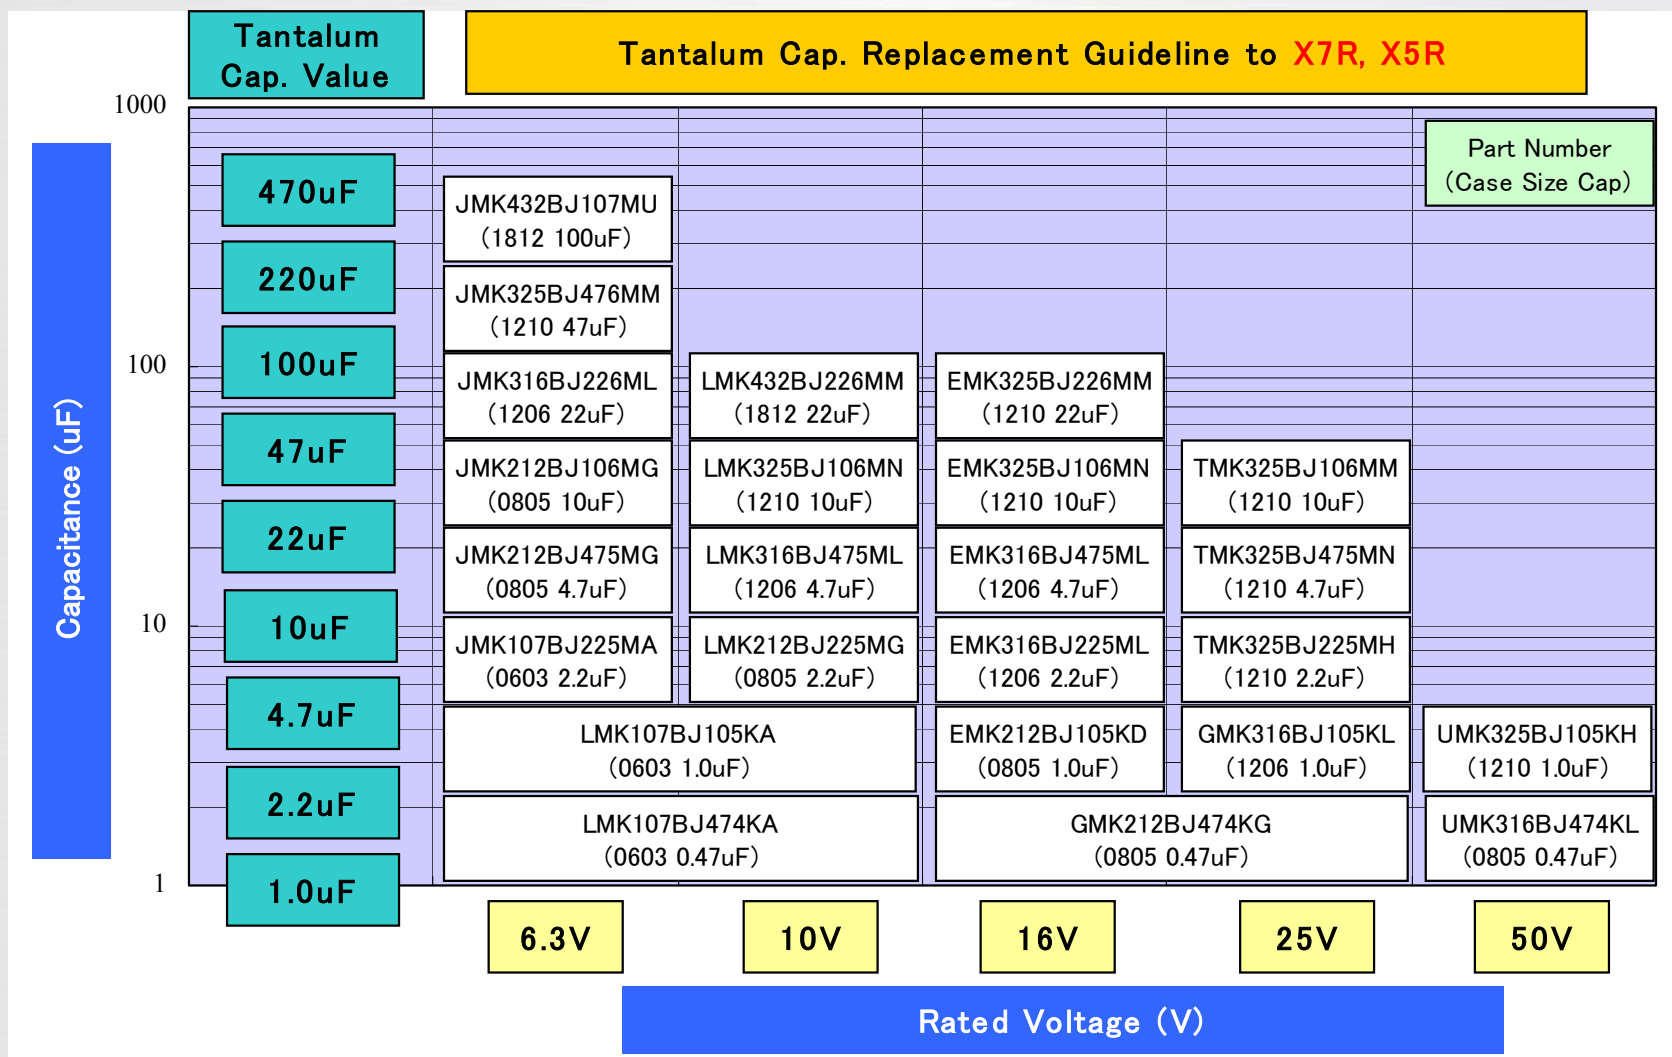 Tantalum
Cap. Value
Tantalum Cap. Replacement Guideline to X7R, X5R
1000
100
10
1
Capacitance (uF)
Part Number
(Case Size Cap)
470uF
220uF
100uF
47uF
22uF
10uF
4.7uF
2.2uF
1.0uF
JMK432BJ107MU
(1812 100uF)
JMK325BJ476MM
(1210 47uF)
JMK316BJ226ML
(1206 22uF)
LMK432BJ226MM
(1812 22uF)
EMK325BJ226MM
(1210 22uF)
JMK212BJ106MG
(0805 10uF)
LMK325BJ106MN
(1210 10uF)
EMK325BJ106MN
(1210 10uF)
TMK325BJ106MM
(1210 10uF)
JMK212BJ475MG
(0805 4.7uF)
LMK316BJ475ML
(1206 4.7uF)
EMK316BJ475ML
(1206 4.7uF)
TMK325BJ475MN
(1210 4.7uF)
JMK107BJ225MA
(0603 2.2uF)
LMK212BJ225MG
(0805 2.2uF)
EMK316BJ225ML
(1206 2.2uF)
TMK325BJ225MH
(1210 2.2uF)
LMK107BJ105KA
(0603 1.0uF)
EMK212BJ105KD
(0805 1.0uF)
GMK316BJ105KL
(1206 1.0uF)
UMK325BJ105KH
(1210 1.0uF)
LMK107BJ474KA
(0603 0.47uF)
GMK212BJ474KG
(0805 0.47uF)
UMK316BJ474KL
(0805 0.47uF)
6.3V
10V
16V
25V
50V
Rated Voltage (V)